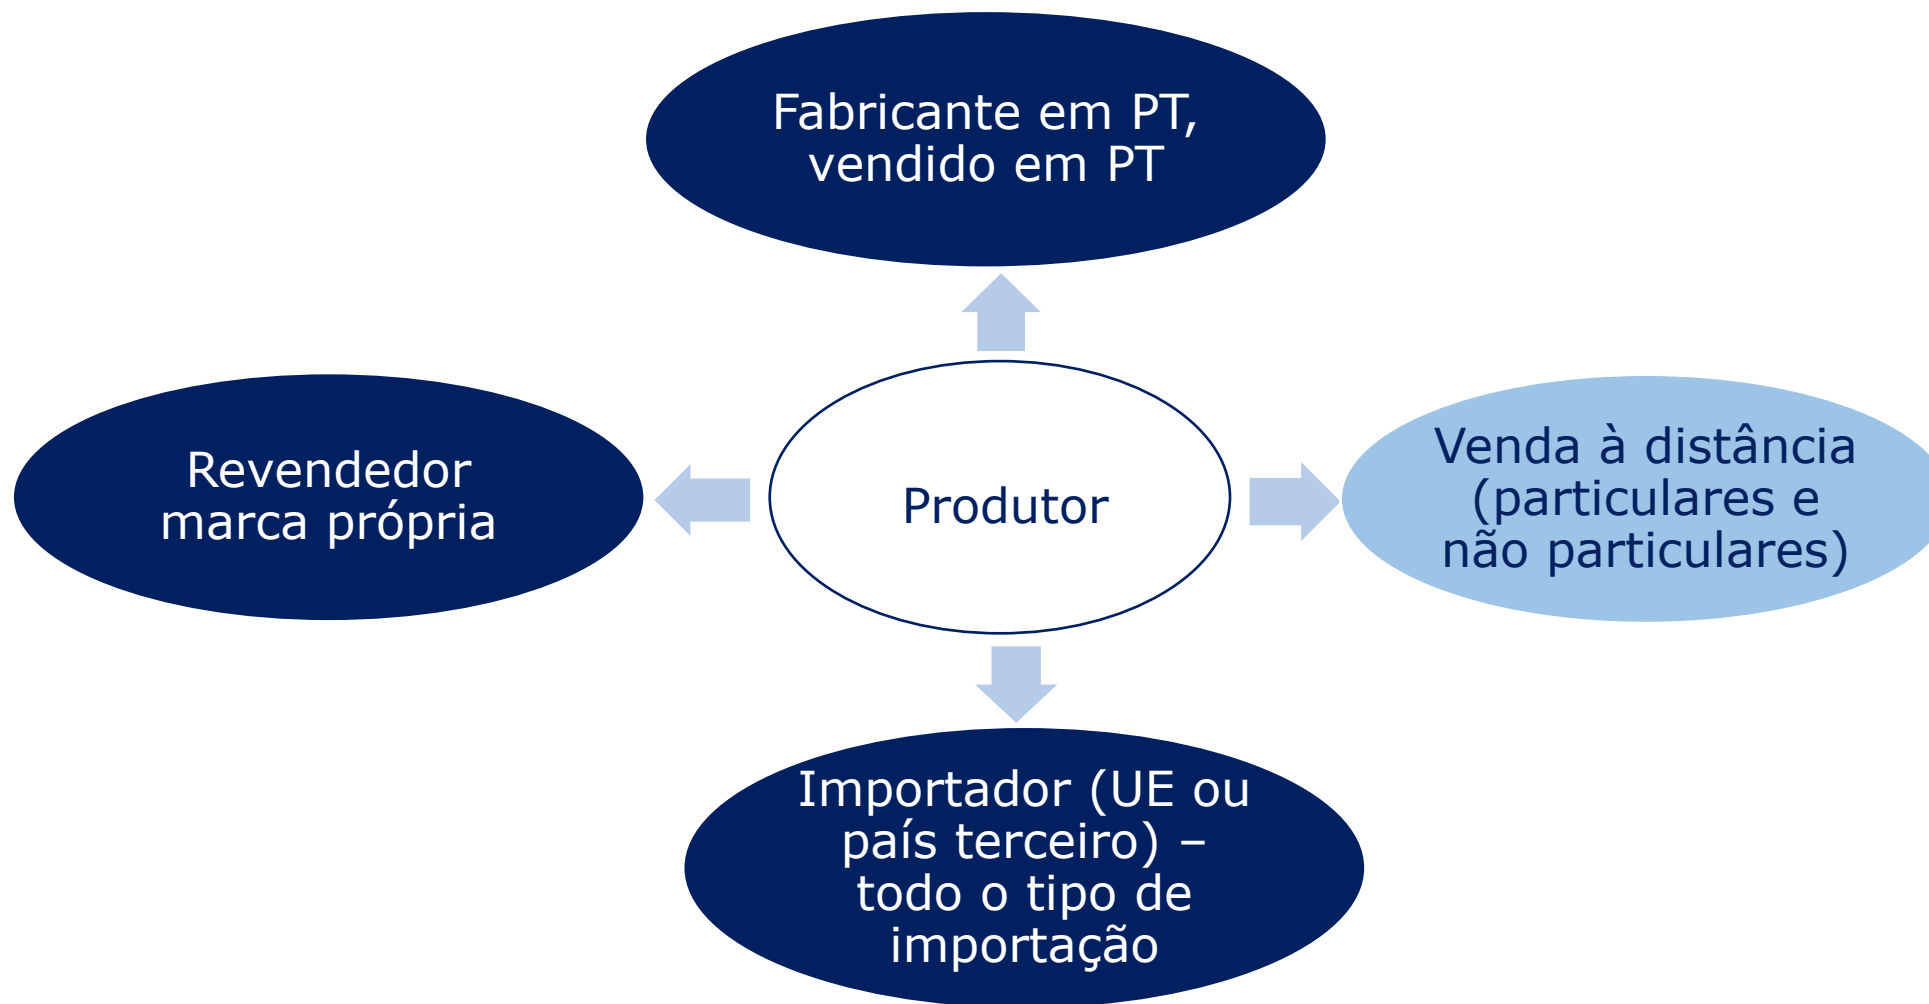 Fabricante em PT,
vendido em PT
Revendedor
marca própria
Produtor
Venda à distância
(particulares e
não particulares)
Importador (UE ou
país terceiro) –
todo o tipo de
importação